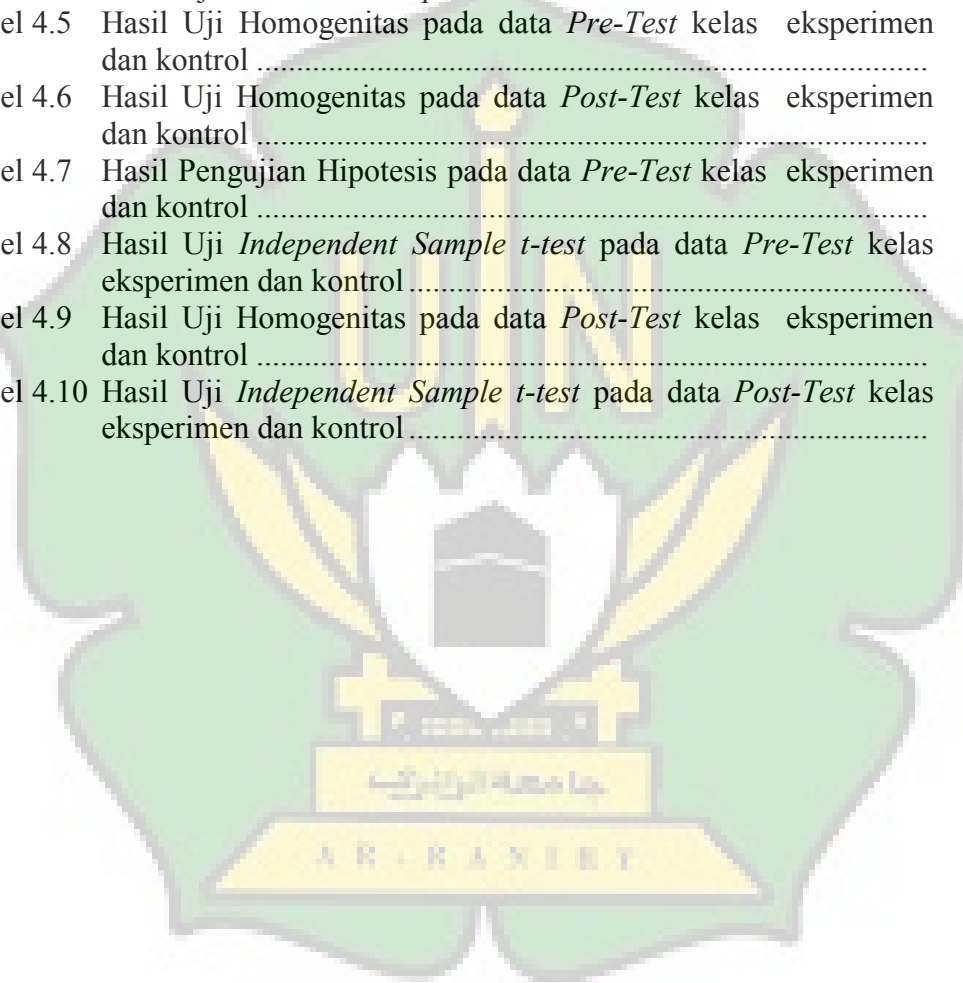 el 4.5 Hasil Uji Homogenitas pada data Pre-Test kelas eksperimen
dan kontrol ....................................................................................
el 4.6 Hasil Uji Homogenitas pada data Post-Test kelas eksperimen
dan kontrol ....................................................................................
el 4.7 Hasil Pengujian Hipotesis pada data Pre-Test kelas eksperimen
dan kontrol ....................................................................................
el 4.8 Hasil Uji Independent Sample t-test pada data Pre-Test kelas
eksperimen dan kontrol .................................................................
el 4.9 Hasil Uji Homogenitas pada data Post-Test kelas eksperimen
dan kontrol ....................................................................................
el 4.10 Hasil Uji Independent Sample t-test pada data Post-Test kelas
eksperimen dan kontrol .................................................................
UIN
جامعة الرانري
AR-RANIRY